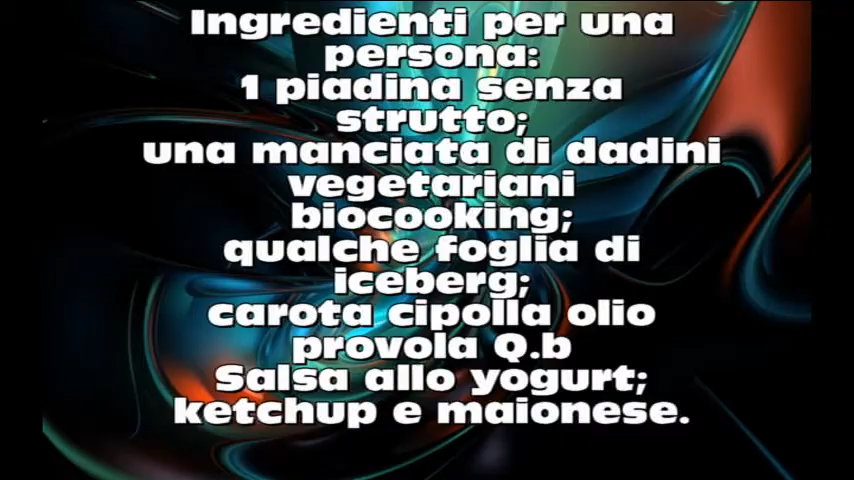 Ingredienti per una
persona:
1 piadina senza
strutto;
una manciata di dadini
vegetariani
biocooking;
qualche foglia di
iceberg;
carota cipolla olio
provola Q.b
Salsa allo yogurt;
ketchup e maionese.